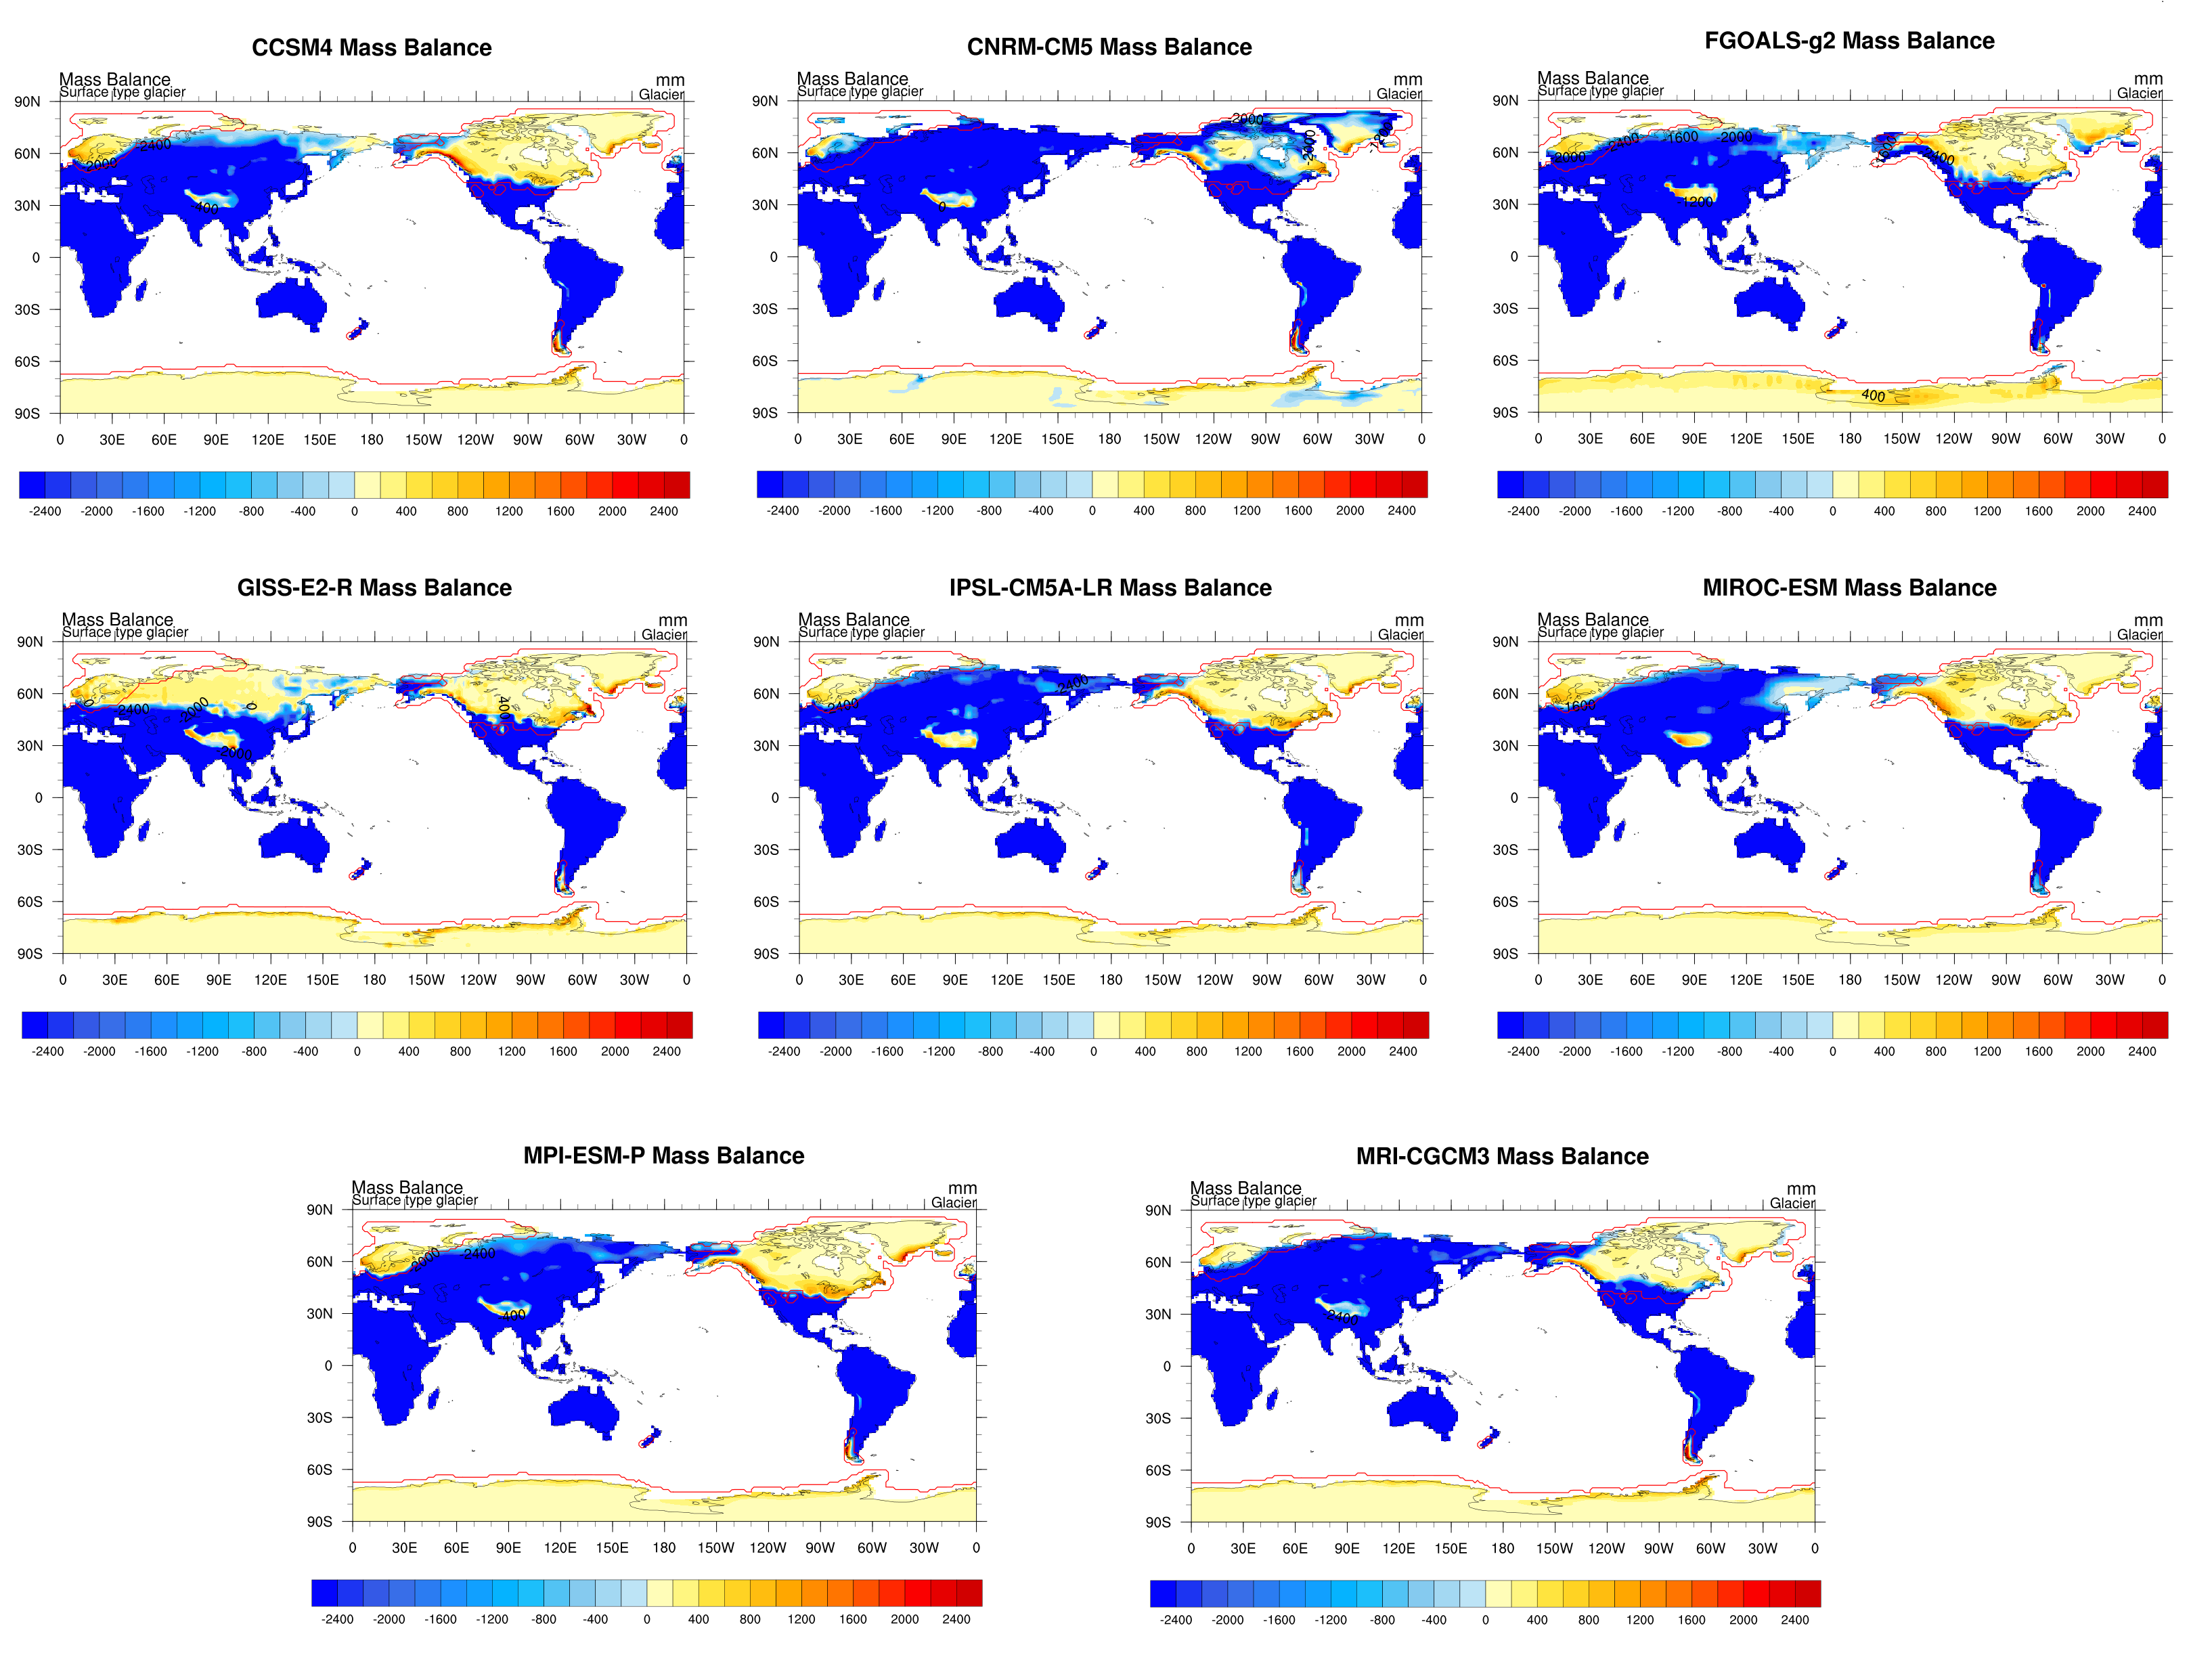 CCSM4 Mass Balance
Mass Balance mm
Surface type glacier Glacier
90N
2400
2000
60N
-400
30N
0
30S
60S
90S
0 30E 60E 90E 120E 150E 180 150W 120W 90W 60W 30W 0
-2400 -2000 -1600 -1200 -800 -400 0 400 800 1200 1600 2000 2400
CNRM-CM5 Mass Balance
Mass Balance mm
Surface type glacier Glacier
90N
-2000
-2000
-1200
60N
0
30N
0
30S
60S
90S
0 30E 60E 90E 120E 150E 180 150W 120W 90W 60W 30W 0
-2400 -2000 -1600 -1200 -800 -400 0 400 800 1200 1600 2000 2400
FGOALS-g2 Mass Balance
Mass Balance mm
Surface type glacier Glacier
90N
-2400 -1600 -2000
-2000 -1600 -400
60N
-1200
30N
0
30S
60S
400
90S
0 30E 60E 90E 120E 150E 180 150W 120W 90W 60W 30W 0
-2400 -2000 -1600 -1200 -800 -400 0 400 800 1200 1600 2000 2400
GISS-E2-R Mass Balance
Mass Balance mm
Surface type glacier Glacier
90N
60N
0 2400 -2000 0 400
-2000
30N
0
30S
60S
90S
0 30E 60E 90E 120E 150E 180 150W 120W 90W 60W 30W 0
-2400 -2000 -1600 -1200 -800 -400 0 400 800 1200 1600 2000 2400
IPSL-CM5A-LR Mass Balance
Mass Balance mm
Surface type glacier Glacier
90N
60N
-2400 -2400
30N
0
30S
60S
90S
0 30E 60E 90E 120E 150E 180 150W 120W 90W 60W 30W 0
-2400 -2000 -1600 -1200 -800 -400 0 400 800 1200 1600 2000 2400
MIROC-ESM Mass Balance
Mass Balance mm
Surface type glacier Glacier
90N
60N
-1600
30N
0
30S
60S
90S
0 30E 60E 90E 120E 150E 180 150W 120W 90W 60W 30W 0
-2400 -2000 -1600 -1200 -800 -400 0 400 800 1200 1600 2000 2400
MPI-ESM-P Mass Balance
Mass Balance mm
Surface type glacier Glacier
90N
-2000 2400
60N
-400
30N
0
30S
60S
90S
0 30E 60E 90E 120E 150E 180 150W 120W 90W 60W 30W 0
-2400 -2000 -1600 -1200 -800 -400 0 400 800 1200 1600 2000 2400
MRI-CGCM3 Mass Balance
Mass Balance mm
Surface type glacier Glacier
90N
60N
-2400
30N
0
30S
60S
90S
0 30E 60E 90E 120E 150E 180 150W 120W 90W 60W 30W 0
-2400 -2000 -1600 -1200 -800 -400 0 400 800 1200 1600 2000 2400